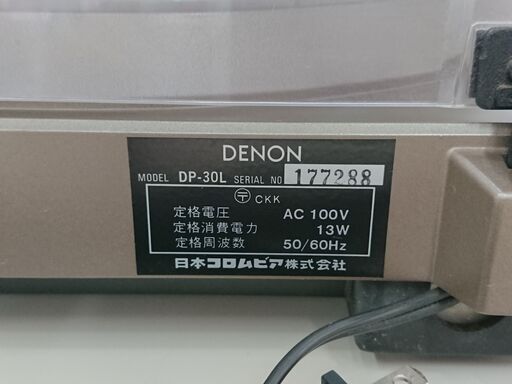 DENON
MODEL DP-30L SERIAL NO 177288
〒 CKK
定格電圧 AC 100V
定格消費電力 13W
定格周波数 50/60Hz
日本コロムビア株式会社